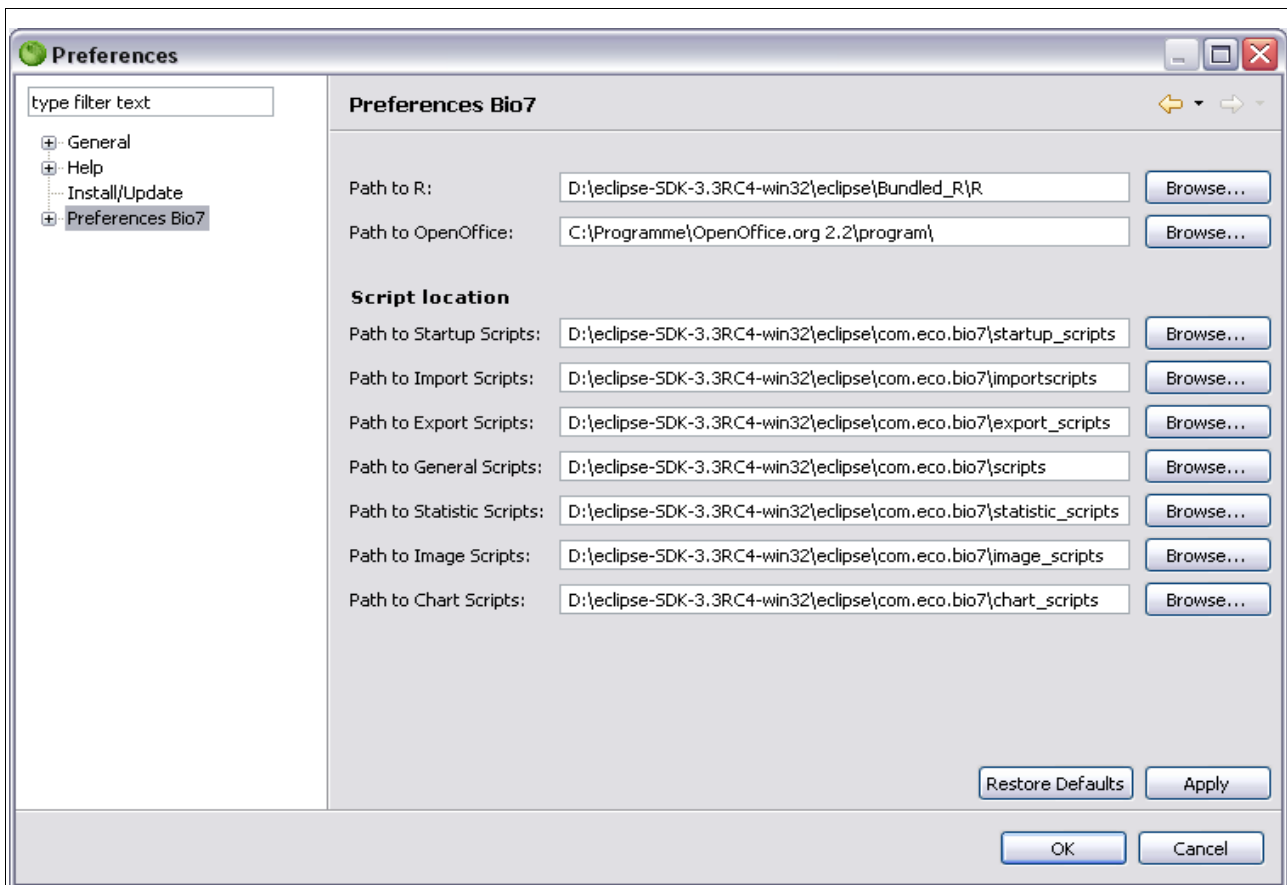 Preferences
type filter text
General
Help
Install/Update
Preferences Bio7
Preferences Bio7
Path to R: D:\eclipse-SDK-3.3RC4-win32\eclipse\Bundled_R\R Browse...
Path to OpenOffice: C:\Programme\OpenOffice.org 2.2\program\ Browse...
Script location
Path to Startup Scripts: D:\eclipse-SDK-3.3RC4-win32\eclipse\com.eco.bio7\startup_scripts Browse...
Path to Import Scripts: D:\eclipse-SDK-3.3RC4-win32\eclipse\com.eco.bio7\importscripts Browse...
Path to Export Scripts: D:\eclipse-SDK-3.3RC4-win32\eclipse\com.eco.bio7\export_scripts Browse...
Path to General Scripts: D:\eclipse-SDK-3.3RC4-win32\eclipse\com.eco.bio7\scripts Browse...
Path to Statistic Scripts: D:\eclipse-SDK-3.3RC4-win32\eclipse\com.eco.bio7\statistic_scripts Browse...
Path to Image Scripts: D:\eclipse-SDK-3.3RC4-win32\eclipse\com.eco.bio7\image_scripts Browse...
Path to Chart Scripts: D:\eclipse-SDK-3.3RC4-win32\eclipse\com.eco.bio7\chart_scripts Browse...
Restore Defaults Apply
OK Cancel